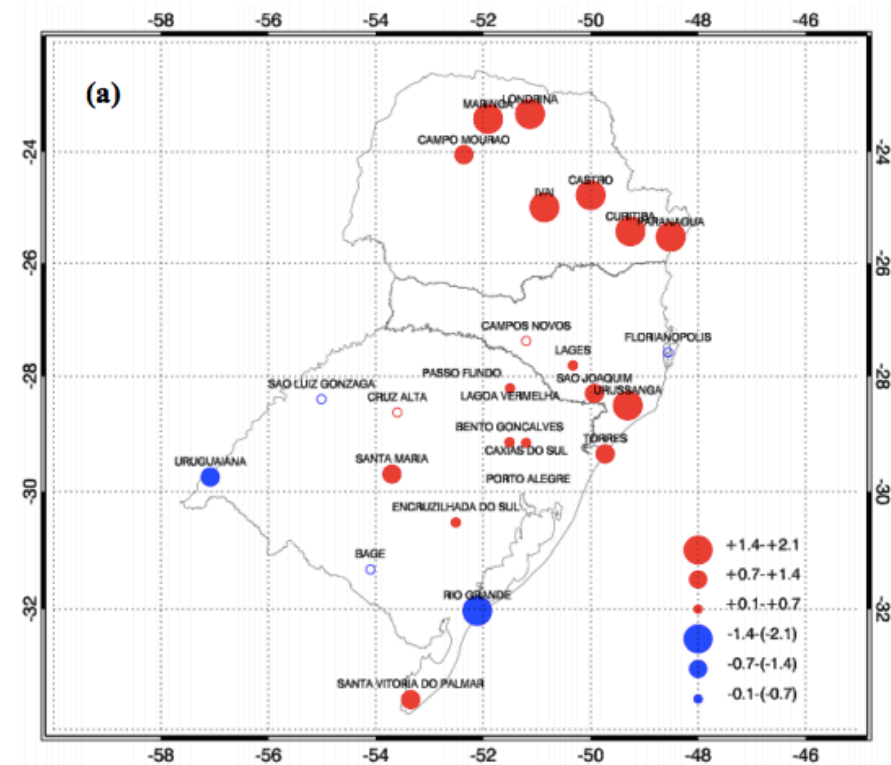 -58 -56 -54 -52 -50 -48 -46
(a)
MARINGA LONDRINA
CAMPO MOURAO
-24 -24
CASTRO
IVAI
CURITIBA PARANAGUA
-26 -26
CAMPOS NOVOS
FLORIANOPOLIS
LAGES
-28 -28
PASSO FUNDO
SAO JOAQUIM
SAO LUIZ GONZAGA
URUSSANGA
CRUZ ALTA
LAGOA VERMELHA
BENTO GONÇALVES
TORRES
CAXIAS DO SUL
SANTA MARIA
URUGUAIANA
PORTO ALEGRE
-30 -30
ENCRUZILHADA DO SUL
BAGE
RIO GRANDE
-32 -32
SANTA VITORIA DO PALMAR
+1.4-+2.1
+0.7-+1.4
+0.1-+0.7
-1.4-(-2.1)
-0.7-(-1.4)
-0.1-(-0.7)
-58 -56 -54 -52 -50 -48 -46